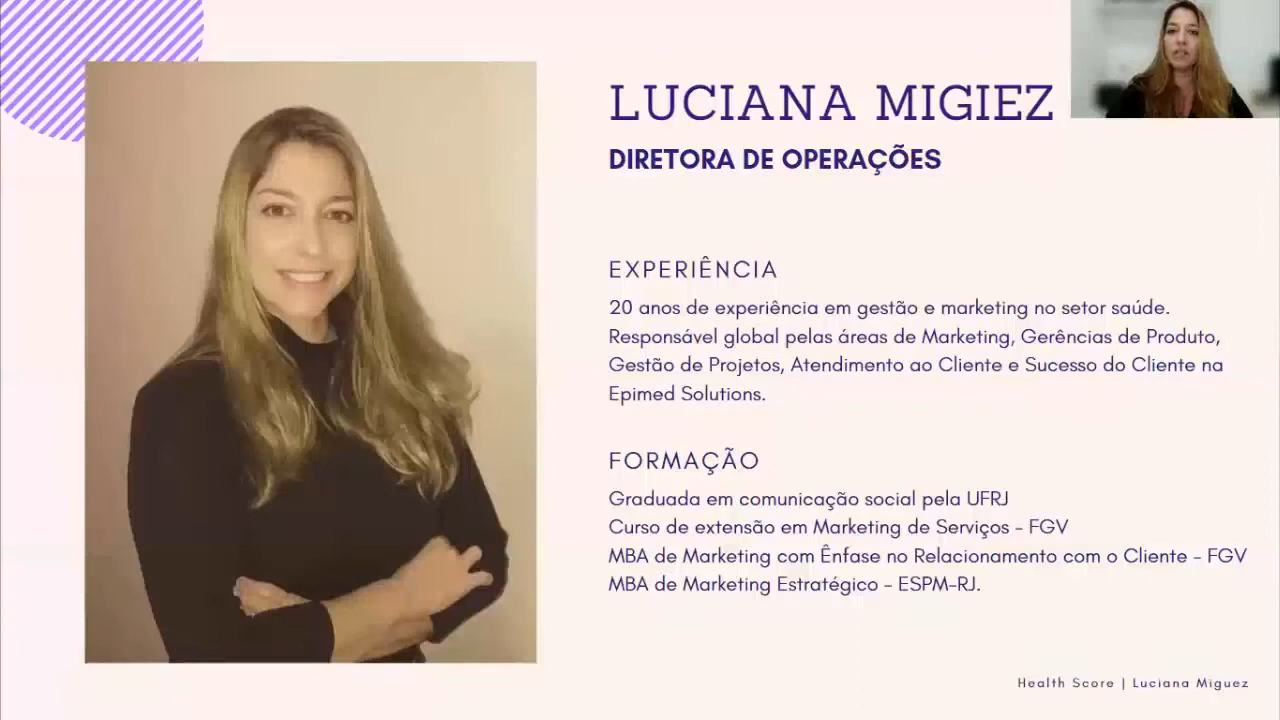 LUCIANA MIGIEZ
DIRETORA DE OPERAÇÕES
EXPERIÊNCIA
20 anos de experiência em gestão e marketing no setor saúde.
Responsável global pelas áreas de Marketing, Gerências de Produto,
Gestão de Projetos, Atendimento ao Cliente e Sucesso do Cliente na
Epimed Solutions.
FORMAÇÃO
Graduada em comunicação social pela UFRJ
Curso de extensão em Marketing de Serviços - FGV
MBA de Marketing com Ênfase no Relacionamento com o Cliente - FGV
MBA de Marketing Estratégico - ESPM-RJ.
Health Score | Luciana Miguez